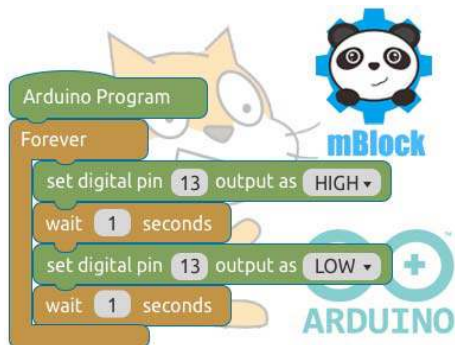 Arduino Program
Forever
set digital pin 13 output as HIGH
wait 1 seconds
set digital pin 13 output as LOW
wait 1 seconds
mBlock
ARDUINO